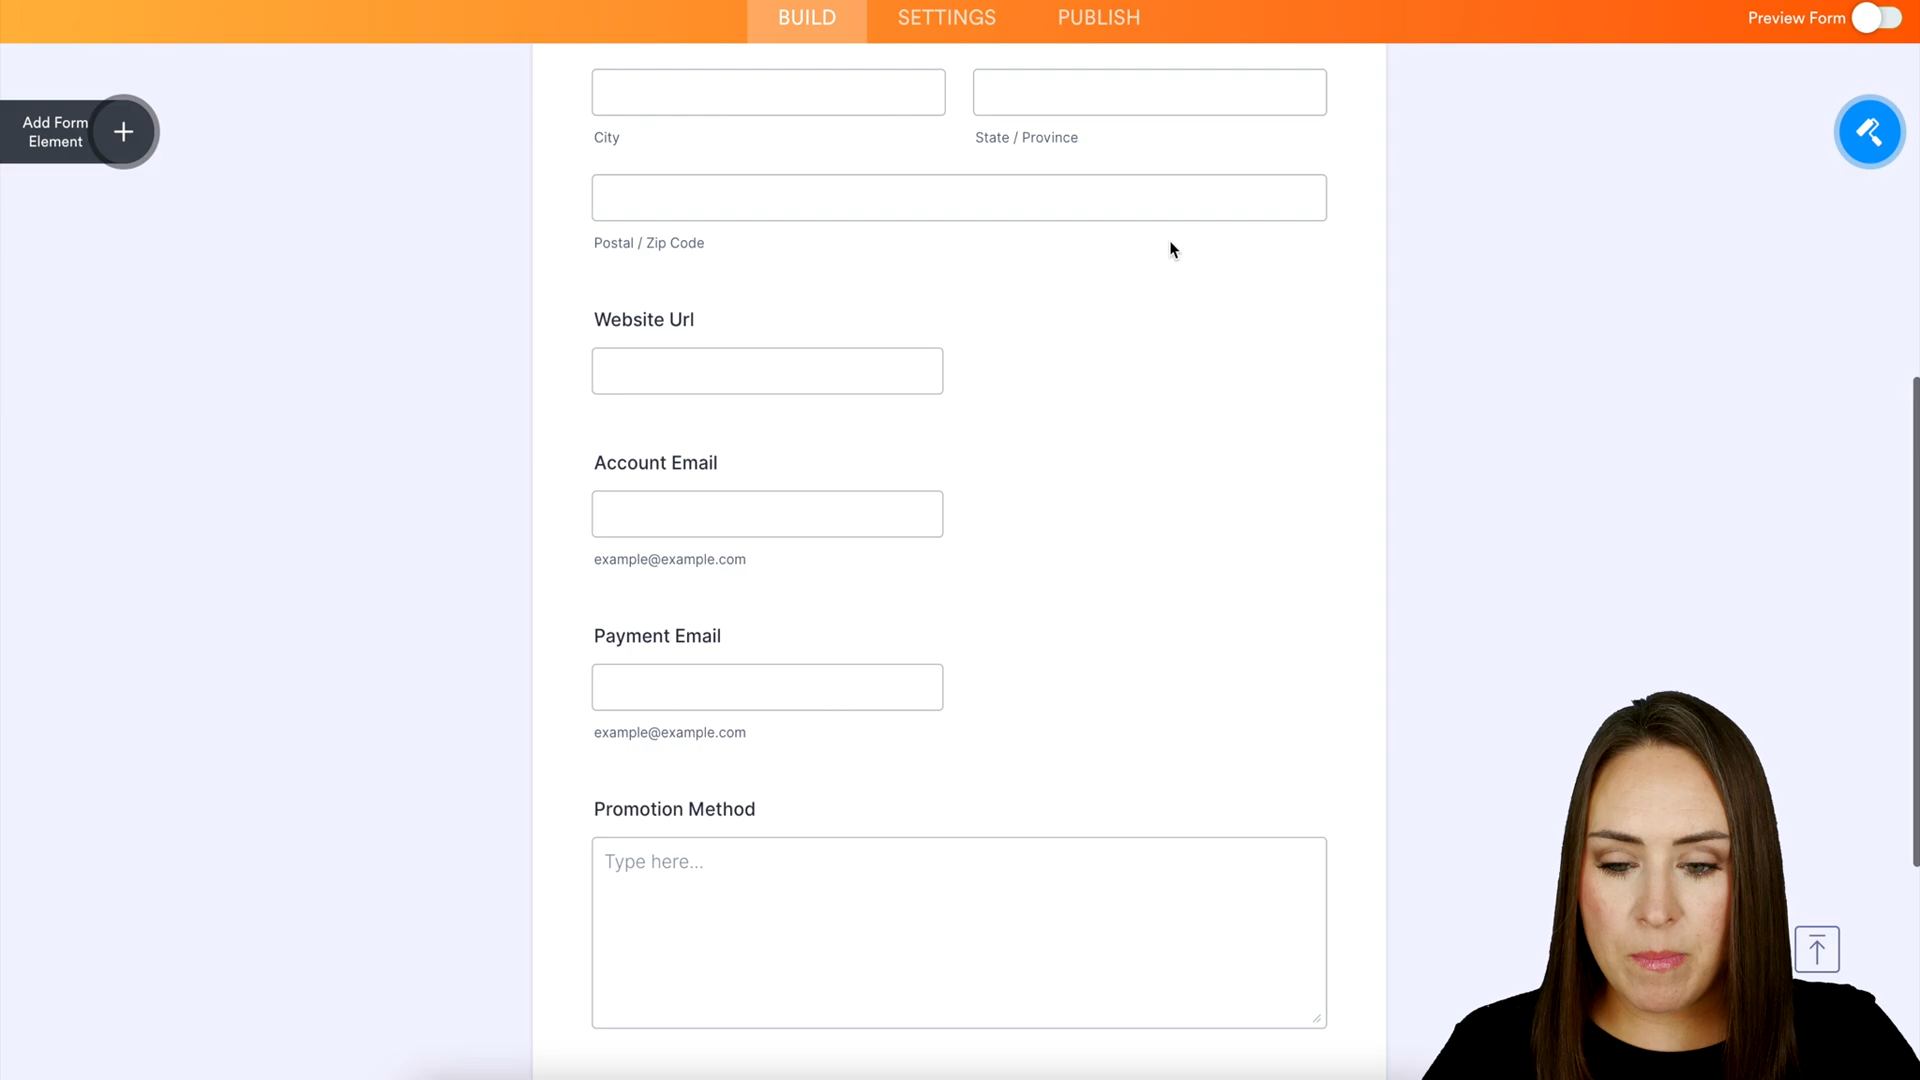 BUILD SETTINGS PUBLISH Preview Form
Add Form
Element
City State / Province
Postal / Zip Code
Website Url
Account Email
example@example.com
Payment Email
example@example.com
Promotion Method
Type here...